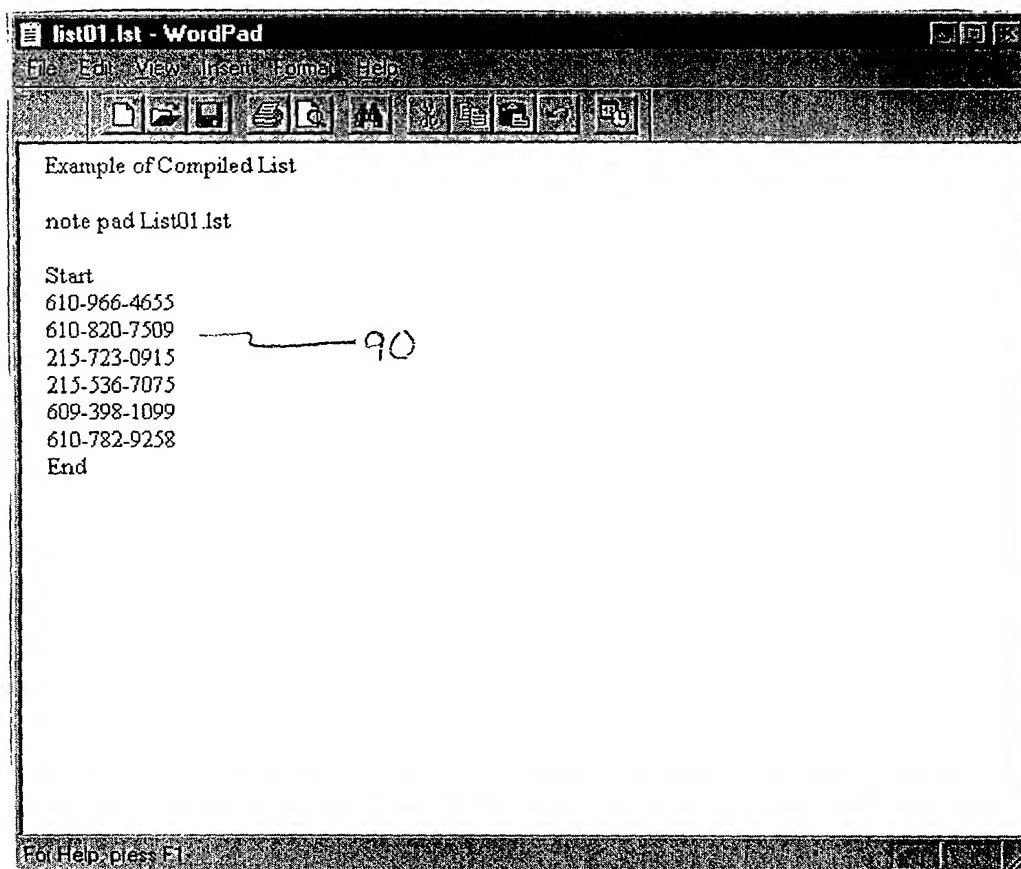 list01.lst - WordPad
File Edit View Insert Format Help
Example of Compiled List
note pad List01.lst
Start
610-966-4655
610-820-7509
90
215-723-0915
215-536-7075
609-398-1099
610-782-9258
End
For Help, press F1